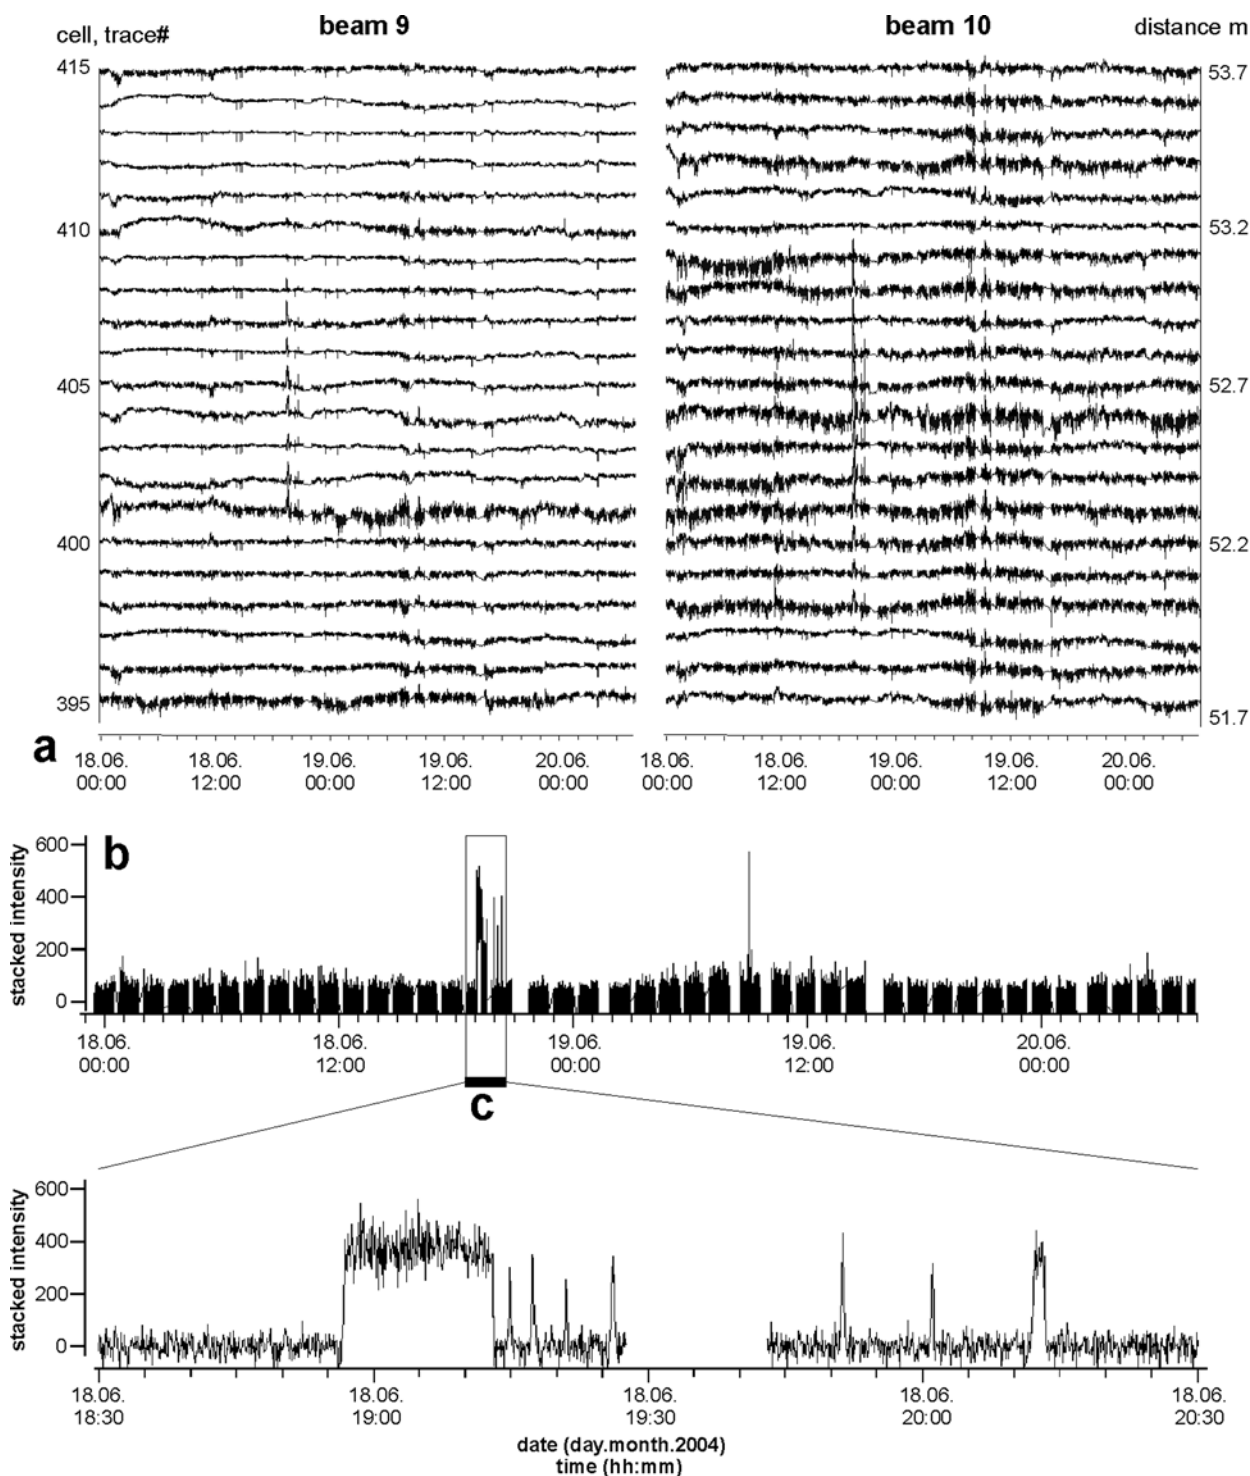 cell, trace#
beam 9
beam 10
distance m
415
410
405
400
395
53.7
53.2
52.7
52.2
51.7
a
18.06. 18.06. 19.06. 19.06. 20.06.
00:00 12:00 00:00 12:00 00:00
18.06. 18.06. 19.06. 19.06. 20.06.
00:00 12:00 00:00 12:00 00:00
b
stacked intensity
600
400
200
0
18.06. 18.06. 19.06. 19.06. 20.06.
00:00 12:00 00:00 12:00 00:00
c
stacked intensity
600
400
200
0
18.06. 18.06. 18.06. 18.06. 18.06.
18:30 19:00 19:30 20:00 20:30
date (day.month.2004)
time (hh:mm)